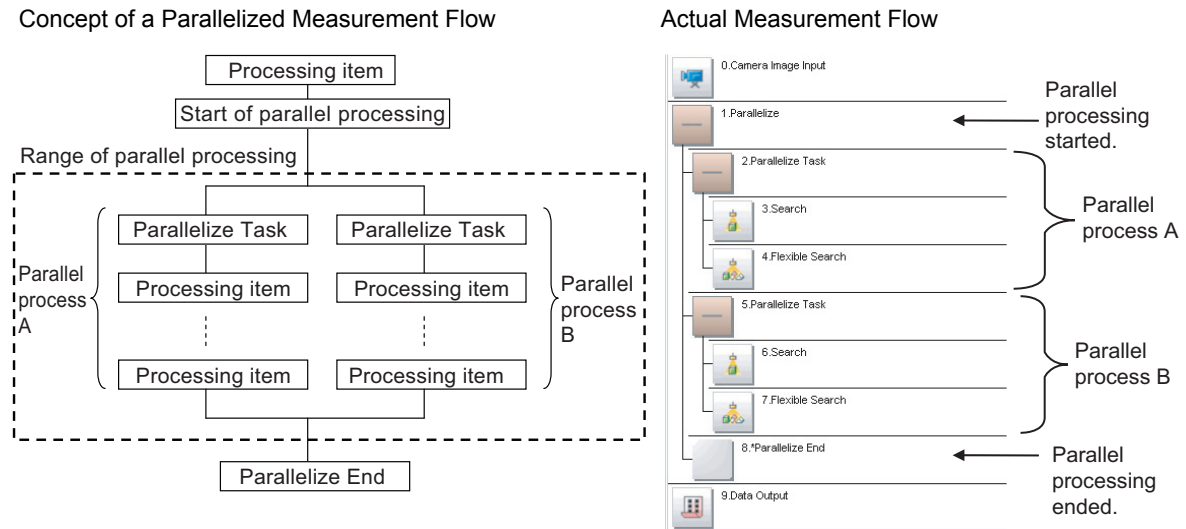 Concept of a Parallelized Measurement Flow
Processing item
Start of parallel processing
Range of parallel processing
Parallelize Task
Parallelize Task
Parallel
process
A
Processing item
Processing item
Parallel
process
B
Processing item
Processing item
Parallelize End
Actual Measurement Flow
0.Camera Image Input
1.Parallelize
Parallel
processing
started.
2.Parallelize Task
3.Search
4.Flexible Search
Parallel
process A
5.Parallelize Task
6.Search
7.Flexible Search
Parallel
process B
8.*Parallelize End
Parallel
processing
ended.
9.Data Output